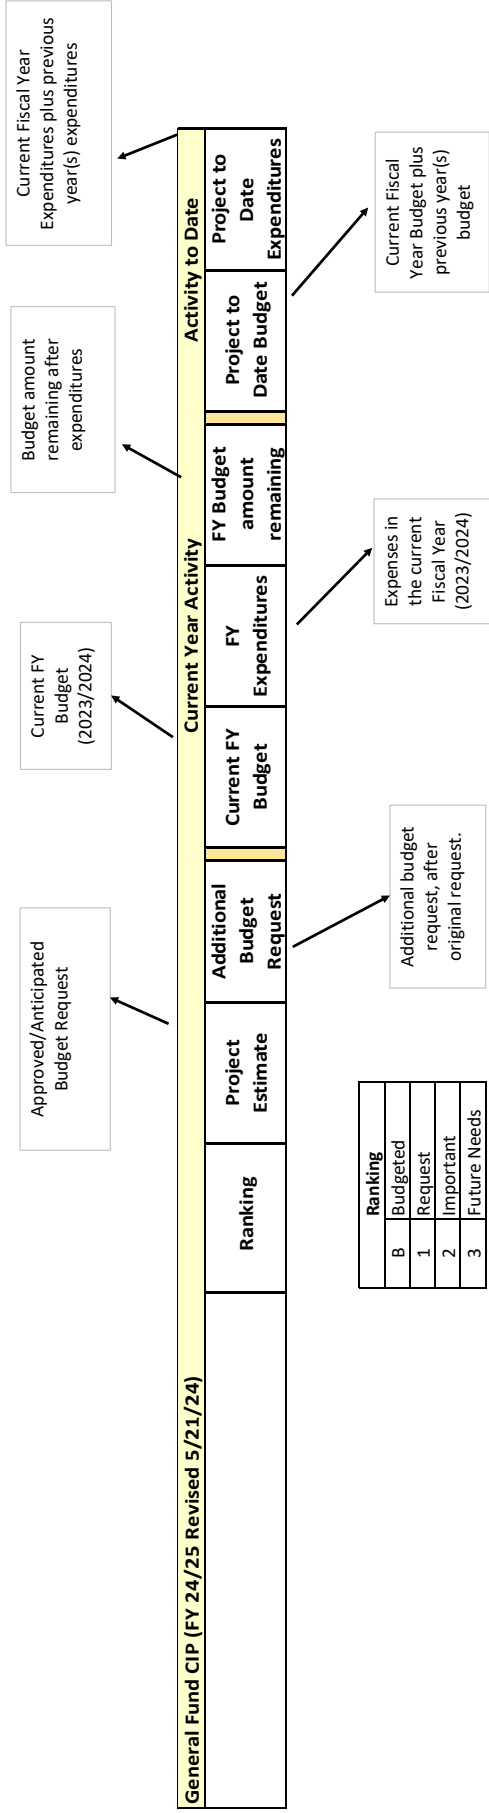 Approved/Anticipated
Budget Request
Current FY
Budget
(2023/2024)
Budget amount
remaining after
expenditures
Current Fiscal Year
Expenditures plus previous
year(s) expenditures
General Fund CIP (FY 24/25 Revised 5/21/24)
Current Year Activity
Activity to Date
Ranking
Project
Estimate
Additional
Budget
Request
Current FY
Budget
FY
Expenditures
FY Budget
amount
remaining
Project to
Date Budget
Project to
Date
Expenditures
Ranking
B Budgeted
1 Request
2 Important
3 Future Needs
Additional budget
request, after
original request.
Expenses in
the current
Fiscal Year
(2023/2024)
Current Fiscal
Year Budget plus
previous year(s)
budget